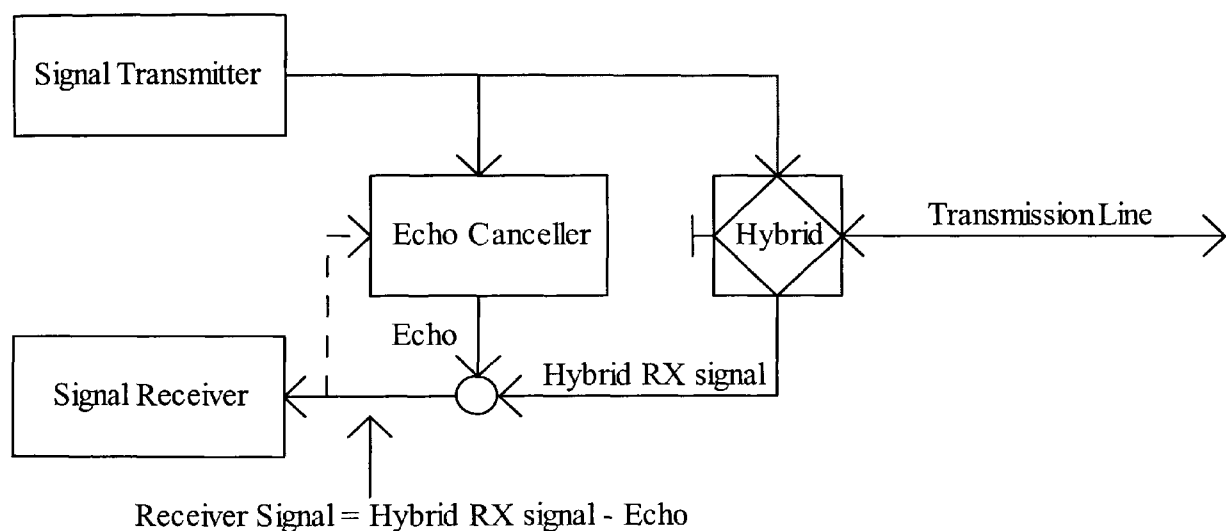 Signal Transmitter
Echo Canceller
Hybrid
Transmission Line
Echo
Hybrid RX signal
Signal Receiver
Receiver Signal = Hybrid RX signal - Echo